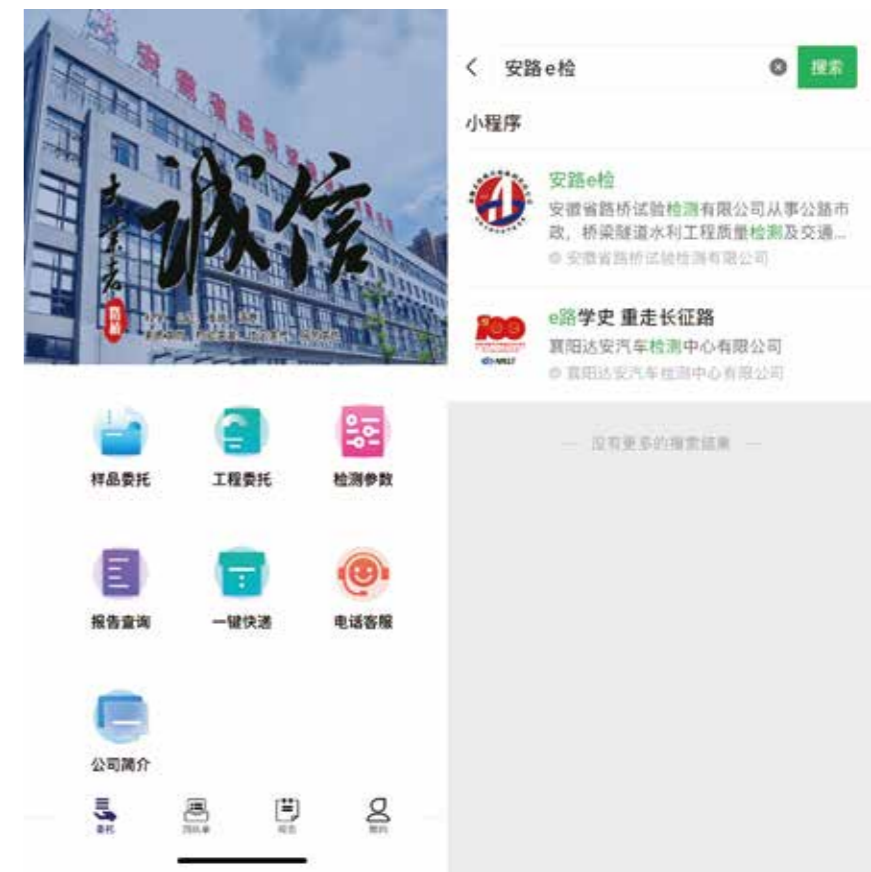 诚信
安路e检
搜索
小程序
安路e检
安徽省路桥试验检测有限公司从事公路市
政，桥梁隧道水利工程质量检测及交通...
安徽省路桥试验检测有限公司
e路学史 重走长征路
襄阳达安汽车检测中心有限公司
襄阳达安汽车检测中心有限公司
没有更多的搜索结果
样品委托
工程委托
检测参数
报告查询
一键快递
电话客服
公司简介
委托
报告
我的